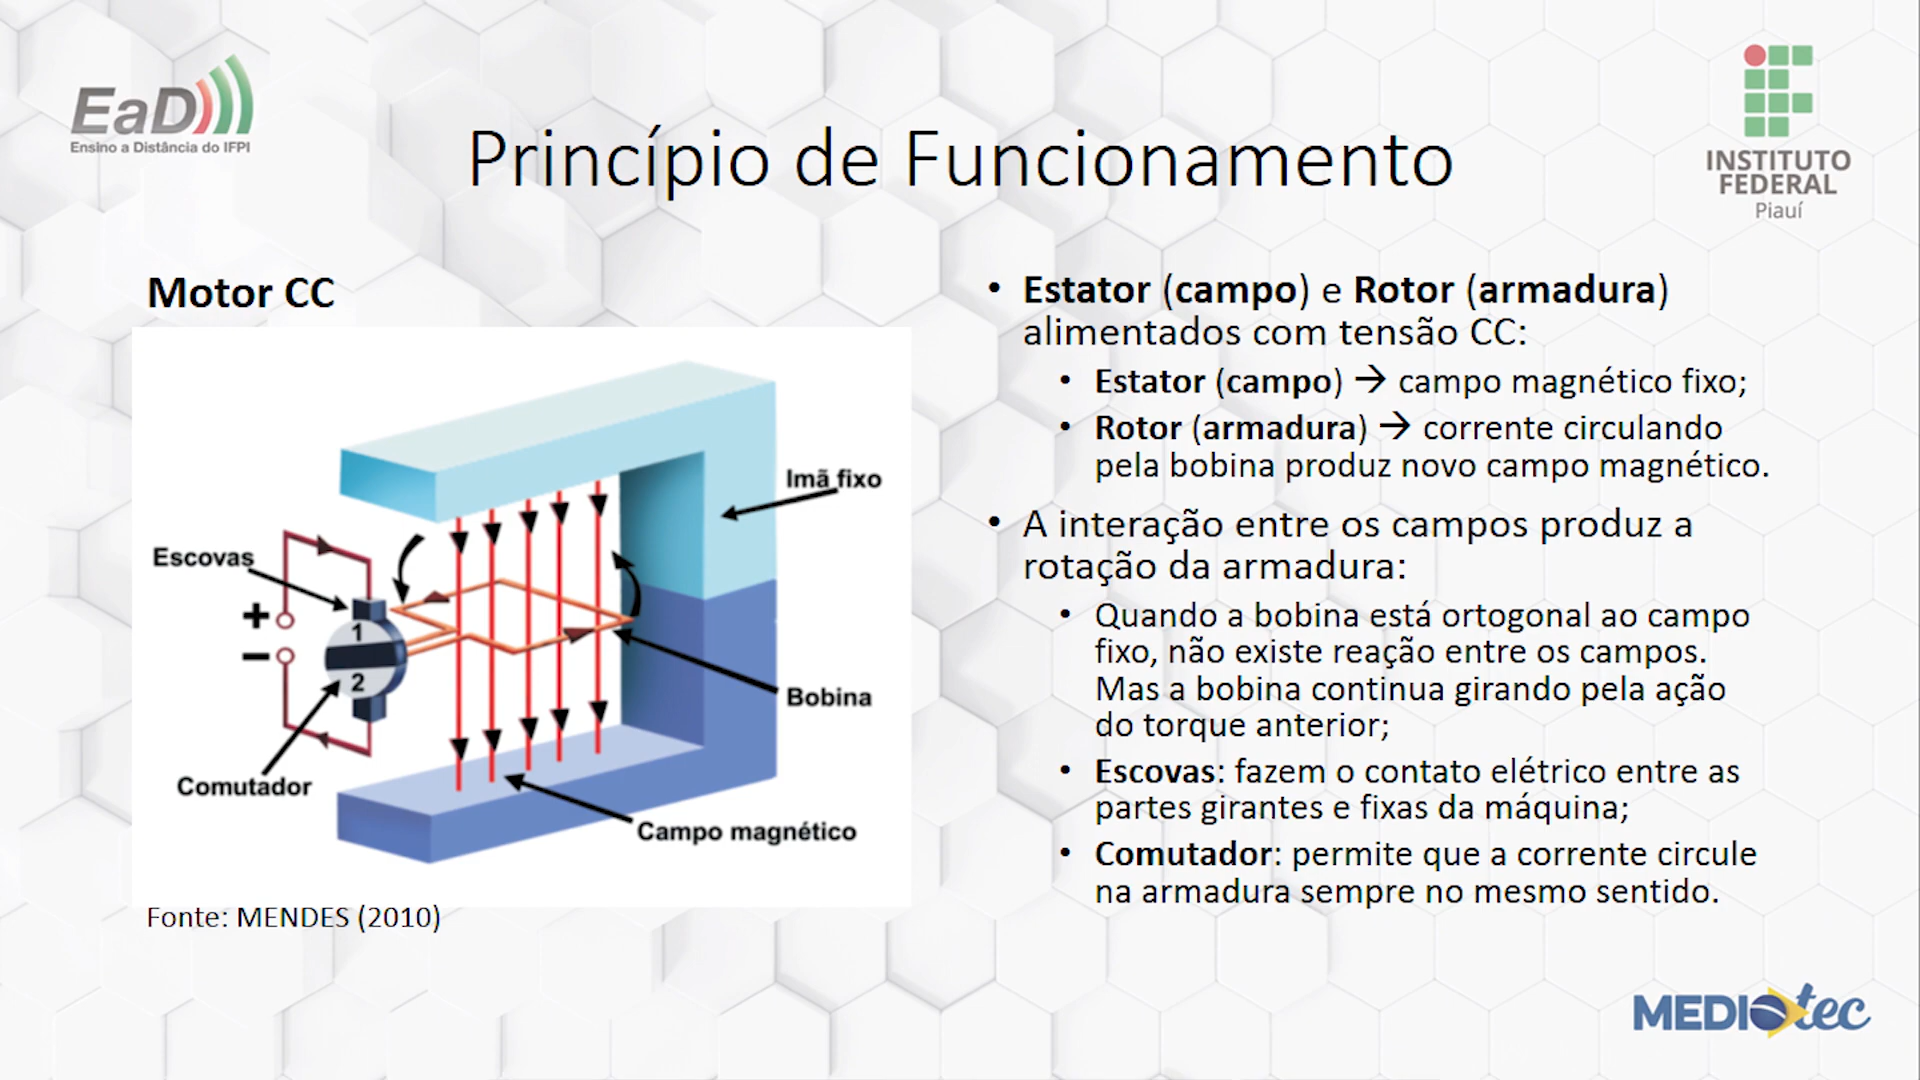 EaD
Ensino a Distância do IFPI
INSTITUTO
FEDERAL
Piauí
Princípio de Funcionamento
Motor CC
Imã fixo
Escovas
+
1
−
2
Bobina
Comutador
Campo magnético
Fonte: MENDES (2010)
• Estator (campo) e Rotor (armadura)
alimentados com tensão CC:
• Estator (campo) → campo magnético fixo;
• Rotor (armadura) → corrente circulando
pela bobina produz novo campo magnético.
• A interação entre os campos produz a
rotação da armadura:
• Quando a bobina está ortogonal ao campo
fixo, não existe reação entre os campos.
Mas a bobina continua girando pela ação
do torque anterior;
• Escovas: fazem o contato elétrico entre as
partes girantes e fixas da máquina;
• Comutador: permite que a corrente circule
na armadura sempre no mesmo sentido.
MEDIOtec